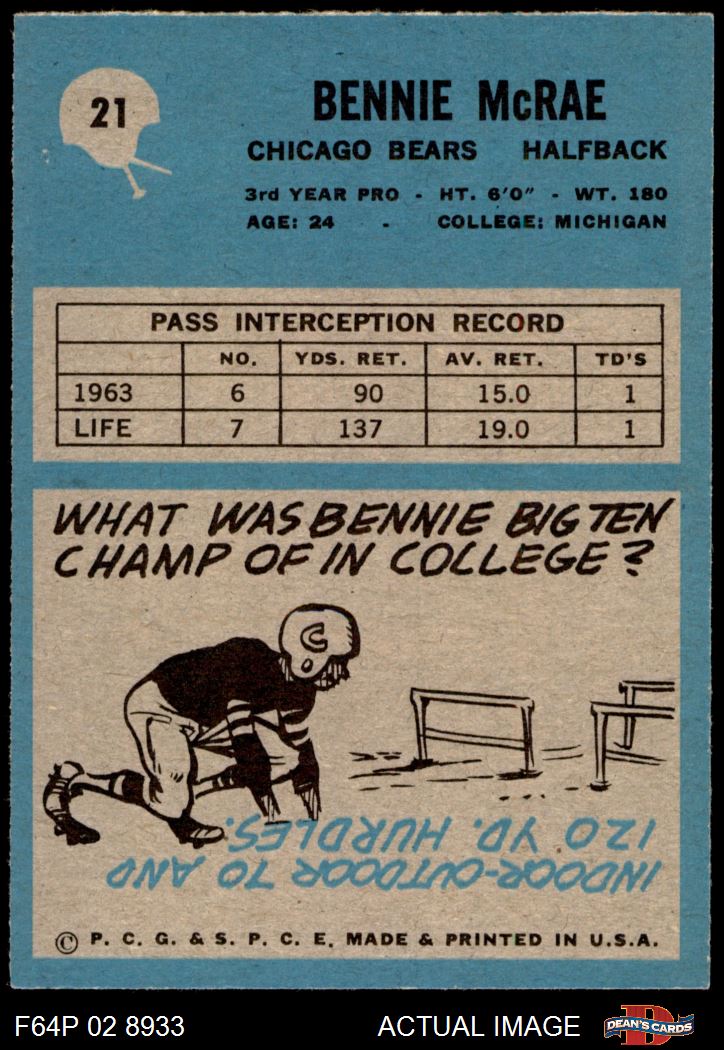 21
BENNIE McRAE
CHICAGO BEARS HALFBACK
3rd YEAR PRO - HT. 6'0" - WT. 180
AGE: 24 - COLLEGE: MICHIGAN
PASS INTERCEPTION RECORD
NO. YDS. RET. AV. RET. TD'S
1963 6 90 15.0 1
LIFE 7 137 19.0 1
WHAT WAS BENNIE BIG TEN
CHAMP OF IN COLLEGE?
C
INDOOR-OUTDOOR 70 AND
120 YD. HURDLES.
© P. C. G. & S. P. C. E. MADE & PRINTED IN U.S.A.
F64P 02 8933 ACTUAL IMAGE
D
DEAN'S CARDS